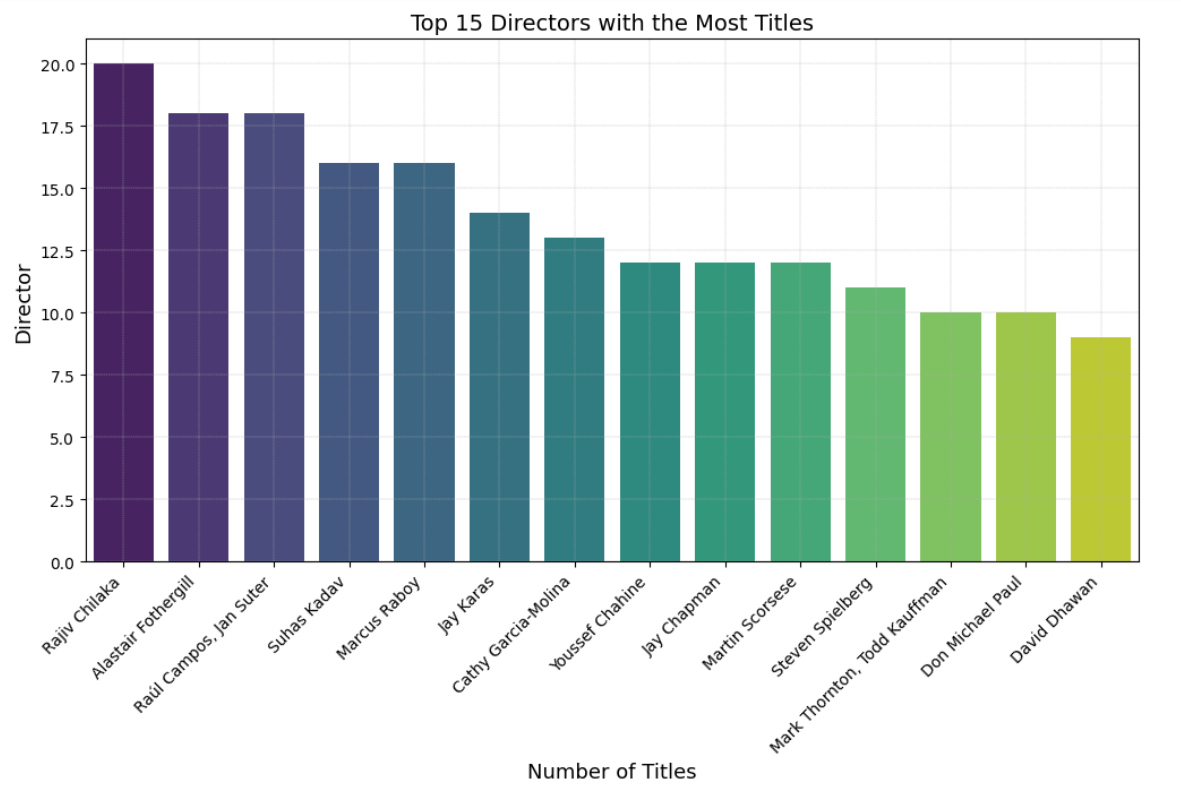 Top 15 Directors with the Most Titles
Director
20.0
17.5
15.0
12.5
10.0
7.5
5.0
2.5
0.0
Rajiv Chilaka
Alastair Fothergill
Raúl Campos, Jan Suter
Suhas Kadav
Marcus Raboy
Jay Karas
Cathy Garcia-Molina
Youssef Chahine
Jay Chapman
Martin Scorsese
Steven Spielberg
Mark Thornton, Todd Kauffman
Don Michael Paul
David Dhawan
Number of Titles